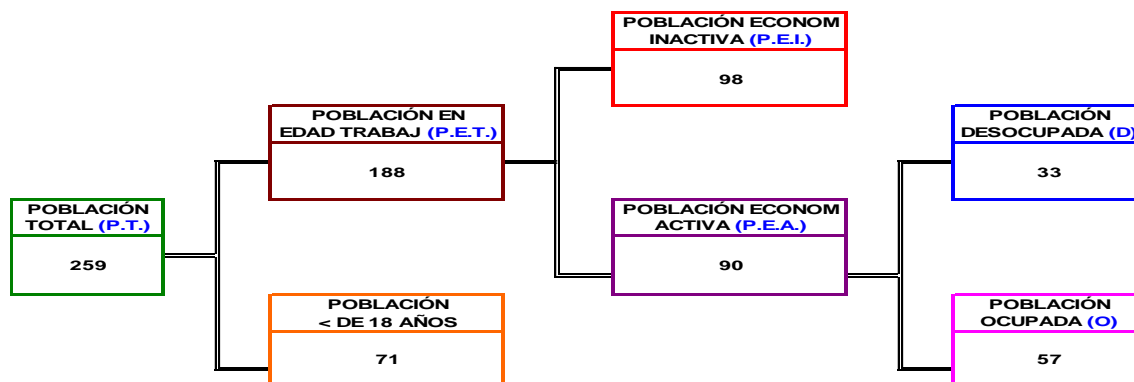 POBLACIÓN ECONOM
INACTIVA (P.E.I.)
98
POBLACIÓN EN
EDAD TRABAJ (P.E.T.)
188
POBLACIÓN
DESOCUPADA (D)
33
POBLACIÓN
TOTAL (P.T.)
259
POBLACIÓN ECONOM
ACTIVA (P.E.A.)
90
POBLACIÓN
< DE 18 AÑOS
71
POBLACIÓN
OCUPADA (O)
57